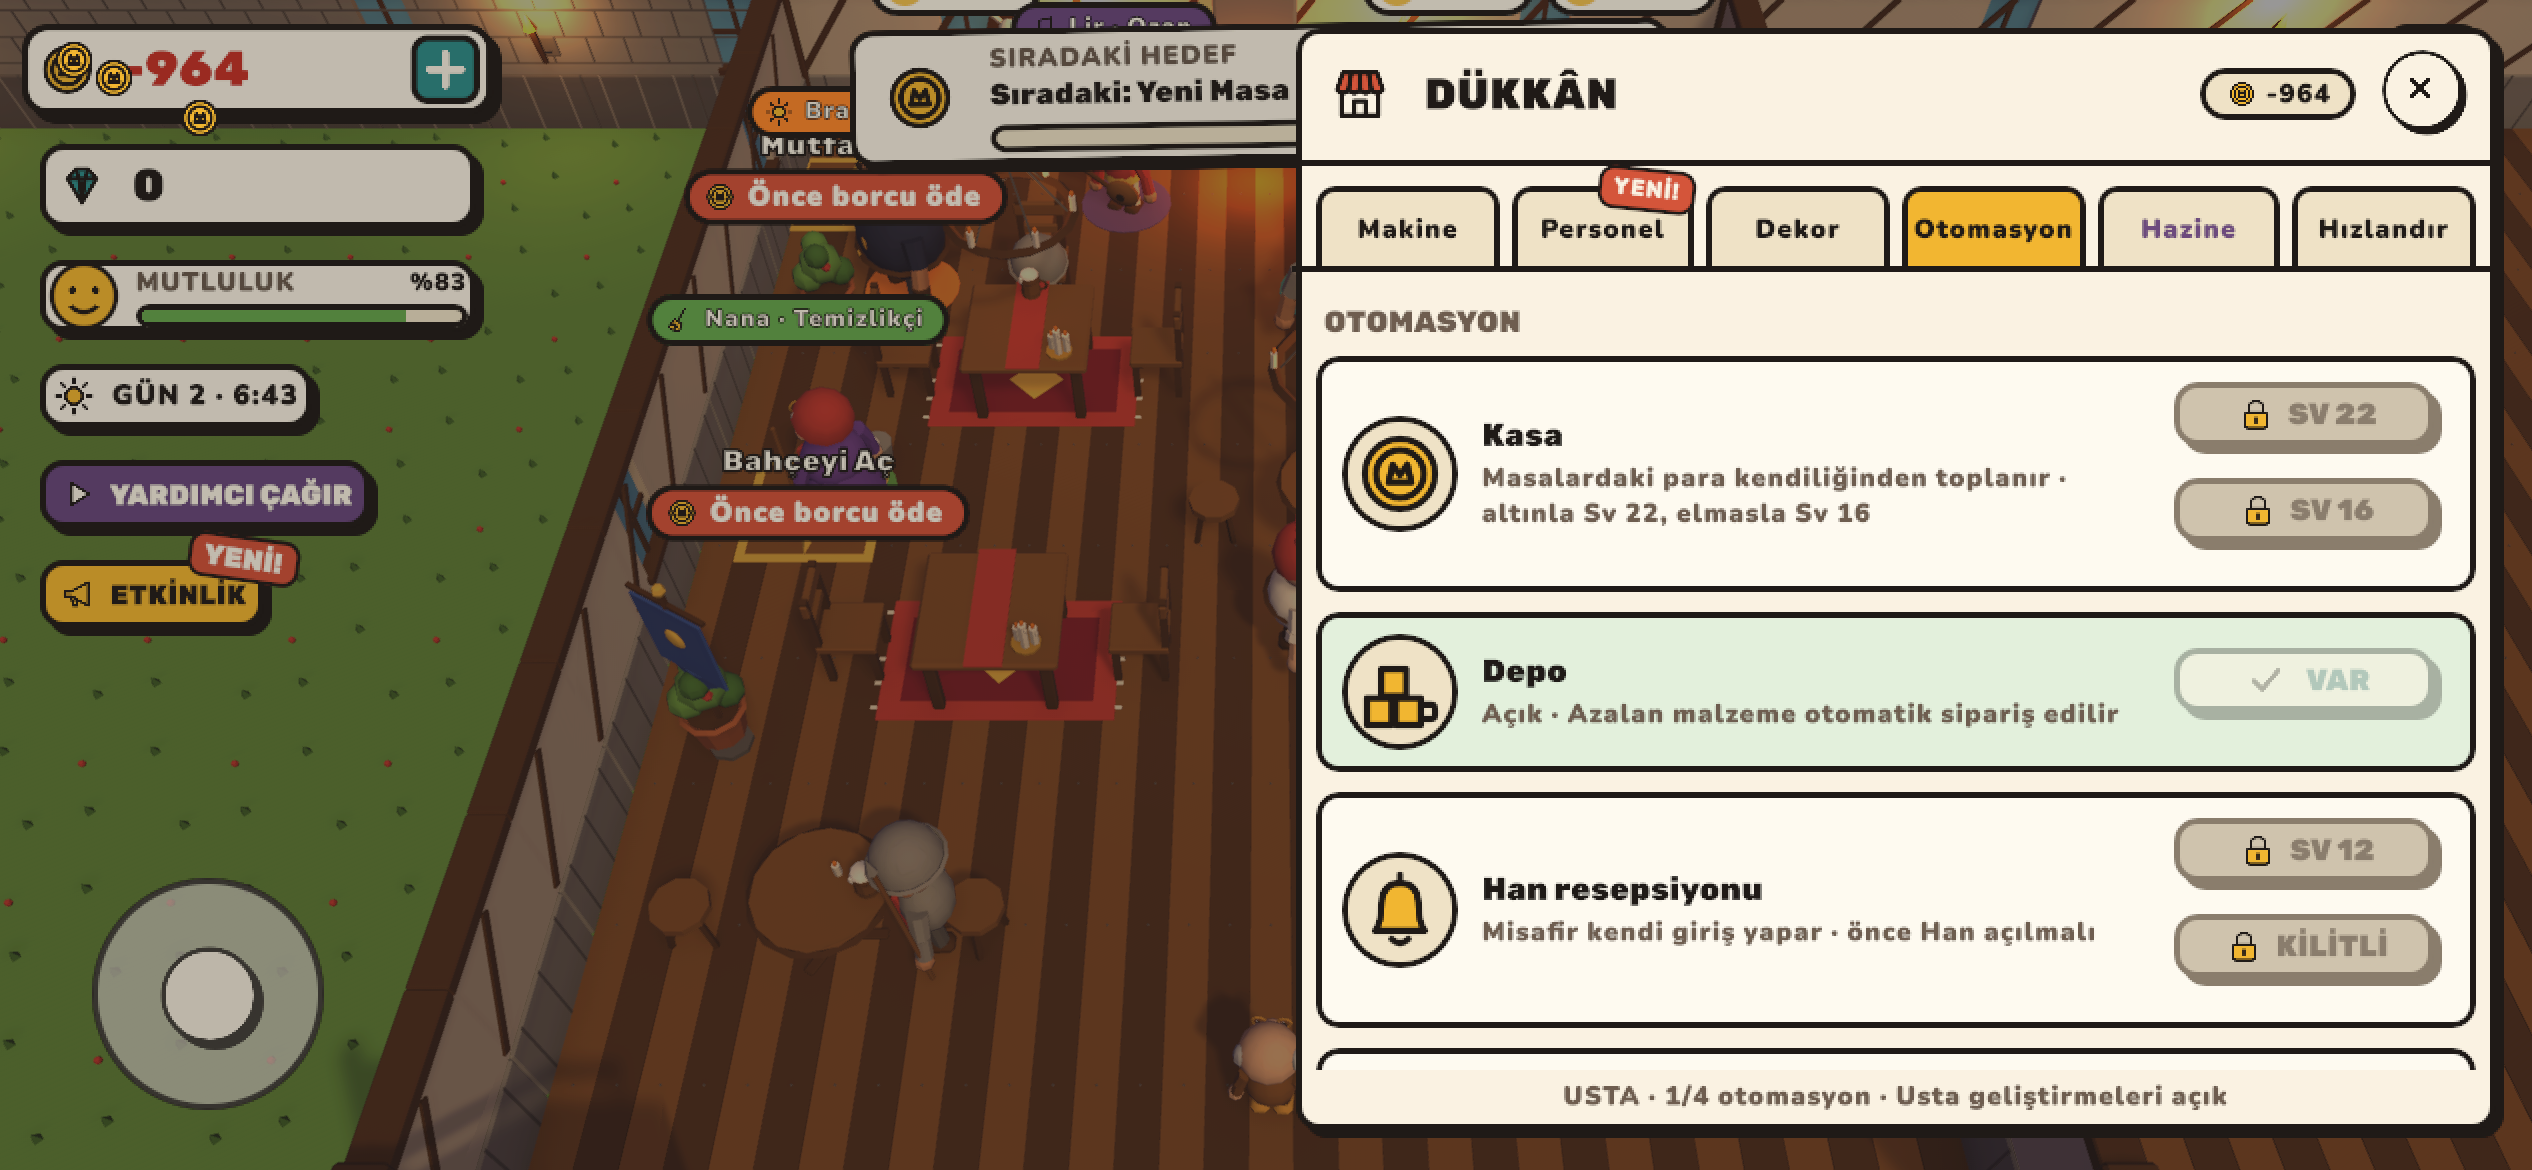 -964
0
MUTLULUK %83
GÜN 2 · 6:43
YARDIMCI ÇAĞIR
YENİ!
ETKİNLİK
SIRADAKİ HEDEF
Sıradaki: Yeni Masa
Önce borcu öde
Nana · Temizlikçi
Bahçeyi Aç
Önce borcu öde
DÜKKÂN
-964
YENİ!
Makine
Personel
Dekor
Otomasyon
Hazine
Hızlandır
OTOMASYON
Kasa
Masalardaki para kendiliğinden toplanır ·
altınla Sv 22, elmasla Sv 16
SV 22
SV 16
Depo
Açık · Azalan malzeme otomatik sipariş edilir
VAR
Han resepsiyonu
Misafir kendi giriş yapar · önce Han açılmalı
SV 12
KİLİTLİ
USTA · 1/4 otomasyon · Usta geliştirmeleri açık